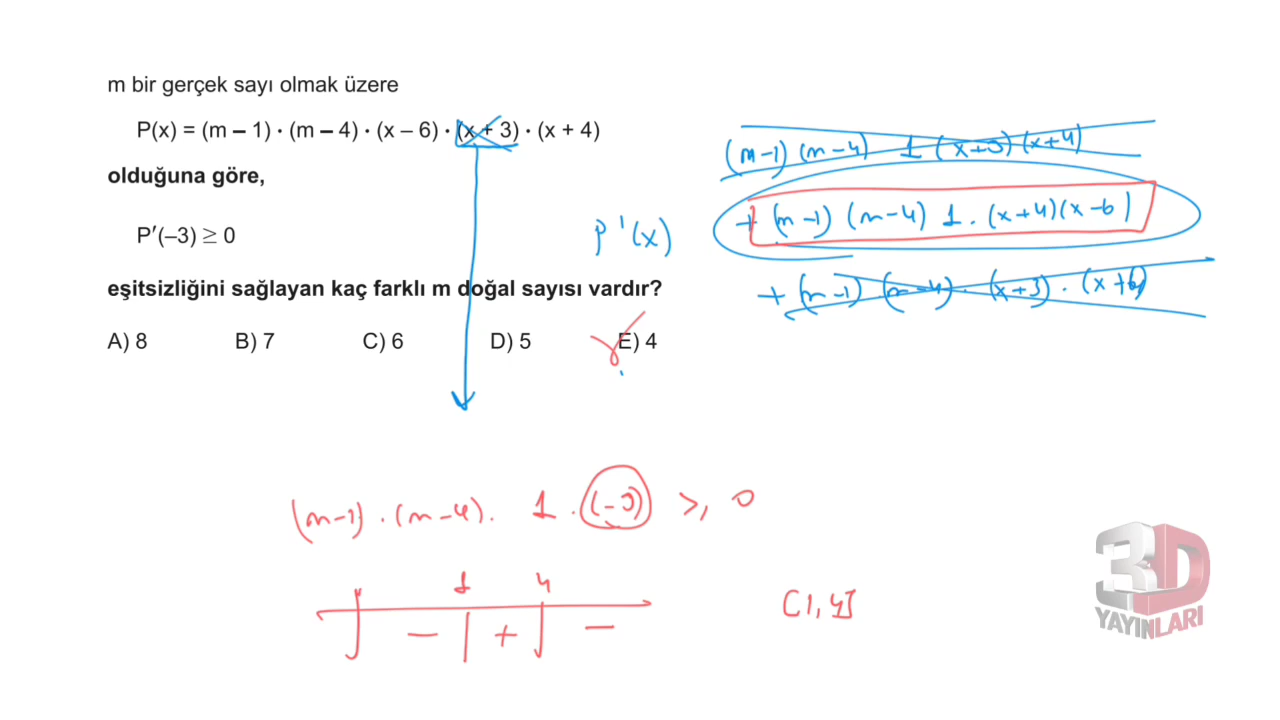 m bir gerçek sayı olmak üzere
P(x) = (m – 1) · (m – 4) · (x – 6) · (x + 3) · (x + 4)
olduğuna göre,
P′(–3) ≥ 0
eşitsizliğini sağlayan kaç farklı m doğal sayısı vardır?
A) 8 B) 7 C) 6 D) 5 E) 4
P'(x)
(m-1) (m-4) 1 (x+3) (x+4)
+ (m-1) (m-4) 1 . (x+4)(x-6)
+ (m-1) (m-4) . (x+3) . (x+6)
(m-1) . (m-4) . 1 . (-9) ≥ 0
1 4
- + -
[1,4]
3D
YAYINLARI